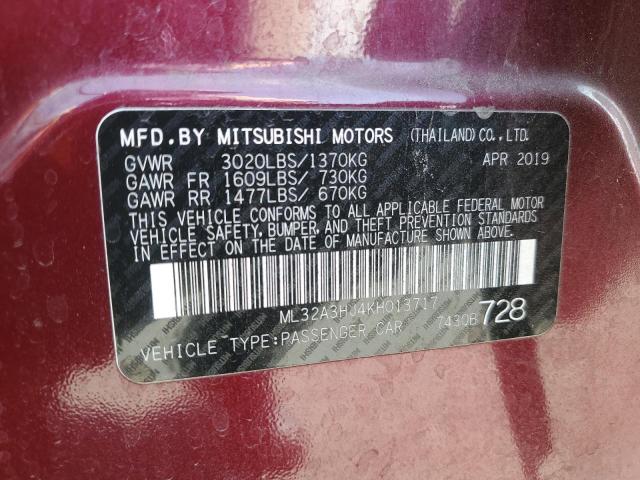 MFD.BY MITSUBISHI MOTORS (THAILAND)CO.,LTD.
GVWR 3020LBS/1370KG APR 2019
GAWR FR 1609LBS/ 730KG
GAWR RR 1477LBS/ 670KG
THIS VEHICLE CONFORMS TO ALL APPLICABLE FEDERAL MOTOR
VEHICLE SAFETY, BUMPER, AND THEFT PREVENTION STANDARDS
IN EFFECT ON THE DATE OF MANUFACTURE SHOWN ABOVE.
ML32A3HJ4KH013717
VEHICLE TYPE:PASSENGER CAR 7430B 728